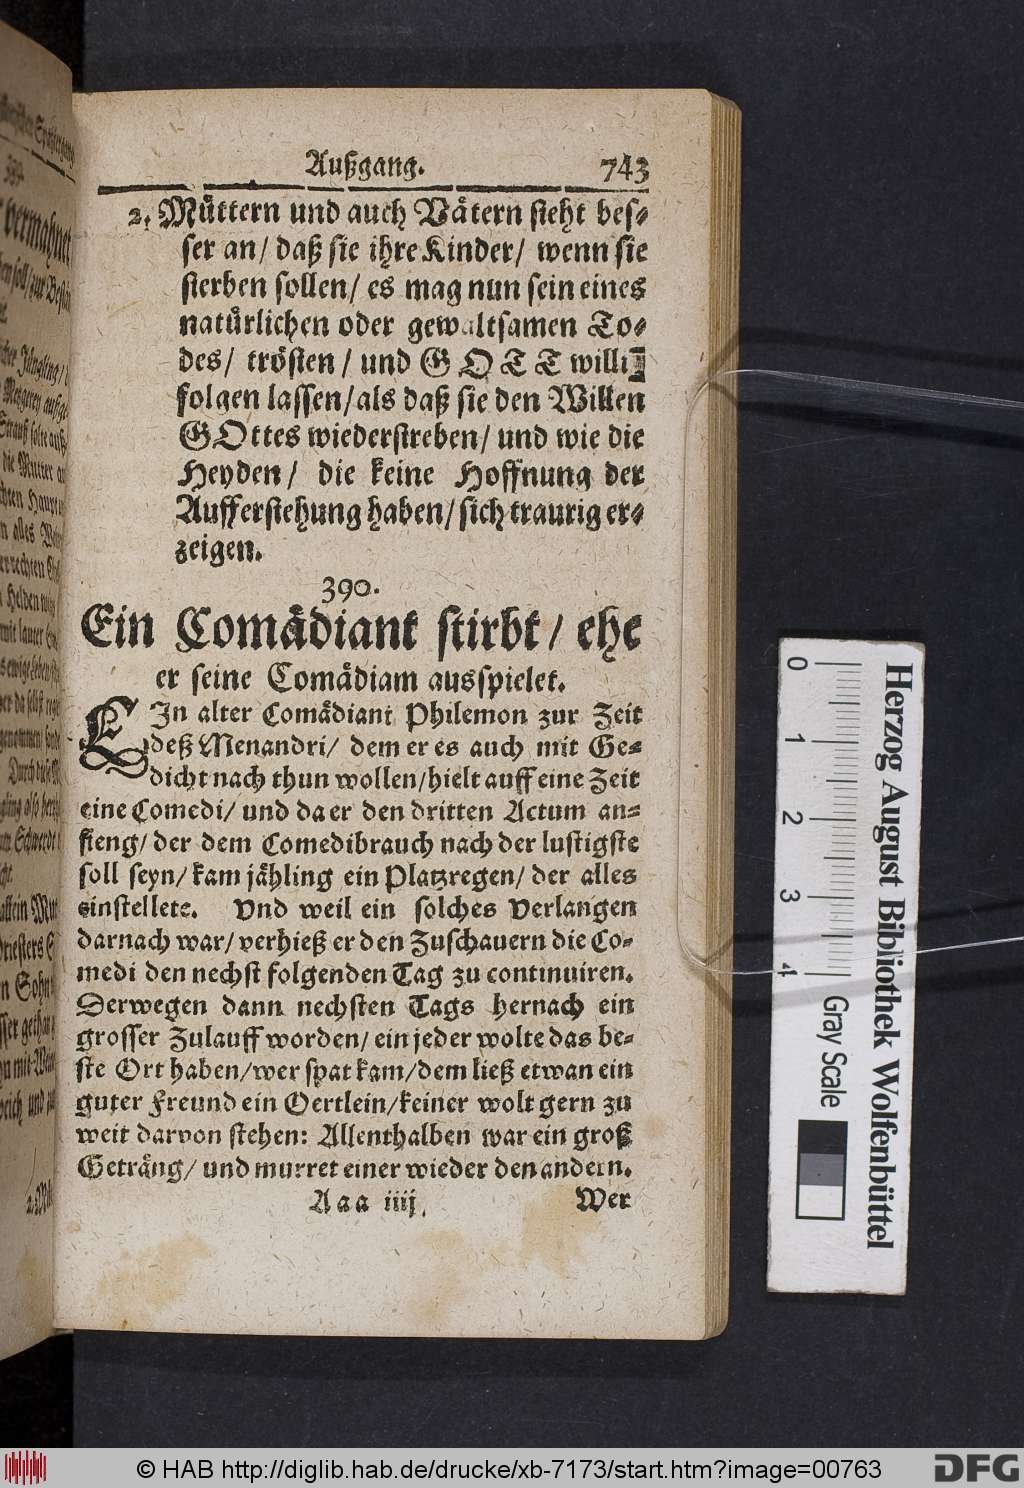 Außgang. 743
2. Müttern und auch Vätern sieht bes-
ser an/ daß sie ihre Kinder/ wenn sie
sterben sollen/ es mag nun sein eines
natürlichen oder gewaltsamen To-
des/ trösten/ und GOTT willi
folgen lassen/ als daß sie den Willen
GOttes wiederstreben/ und wie die
Heyden/ die keine Hoffnung der
Aufferstehung haben/ sich traurig er-
zeigen.
390.
Ein Comädiant stirbt/ ehe
er seine Comädiam ausspielet.
EIn alter Comädiant Philemon zur Zeit
deß Menandri/ dem er es auch mit Ge-
dicht nach thun wollen/ hielt auff eine Zeit
eine Comedi/ und da er den dritten Actum an-
fieng/ der dem Comedibrauch nach der lustigste
soll seyn/ kam jähling ein Platzregen/ der alles
einstellete. Vnd weil ein solches Verlangen
darnach war/ verhieß er den Zuschauern die Co-
medi den nechst folgenden Tag zu continuiren.
Derwegen dann nechsten Tags hernach ein
grosser Zulauff worden/ ein jeder wolte das be-
ste Ort haben/ wer spat kam/ dem ließ etwan ein
guter Freund ein Oertlein/ keiner wolt gern zu
weit darvon stehen: Allenthalben war ein groß
Geträng/ und murret einer wieder den andern.
Aaa iiij. Wer
0 1 2 3 4 Gray Scale
Herzog August Bibliothek Wolfenbüttel
© HAB http://diglib.hab.de/drucke/xb-7173/start.htm?image=00763 DFG